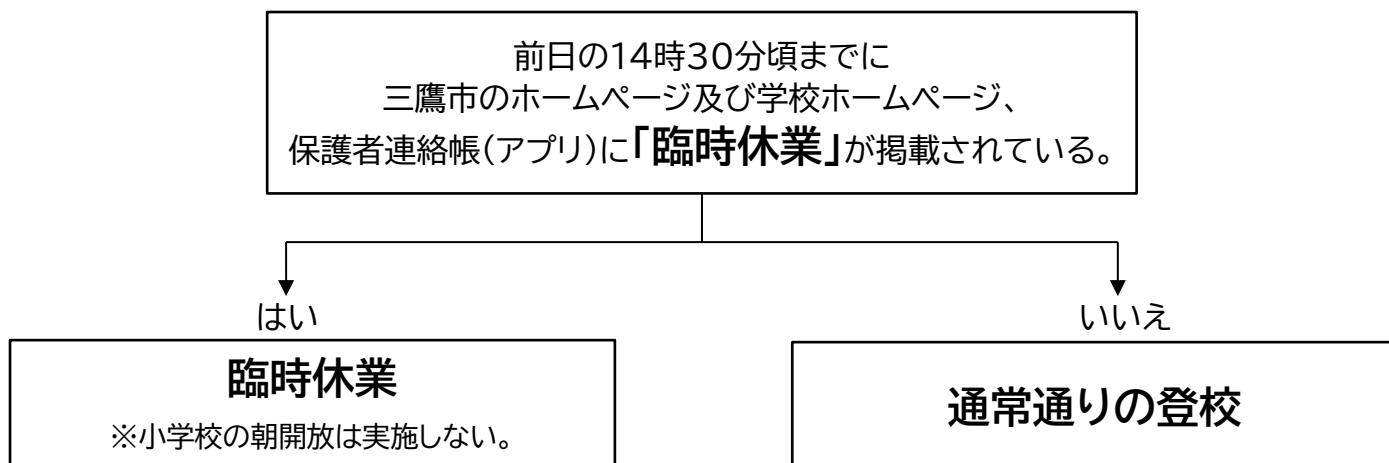 前日の14時30分頃までに
三鷹市のホームページ及び学校ホームページ、
保護者連絡帳(アプリ)に「臨時休業」が掲載されている。
はい
いいえ
臨時休業
※小学校の朝開放は実施しない。
通常通りの登校